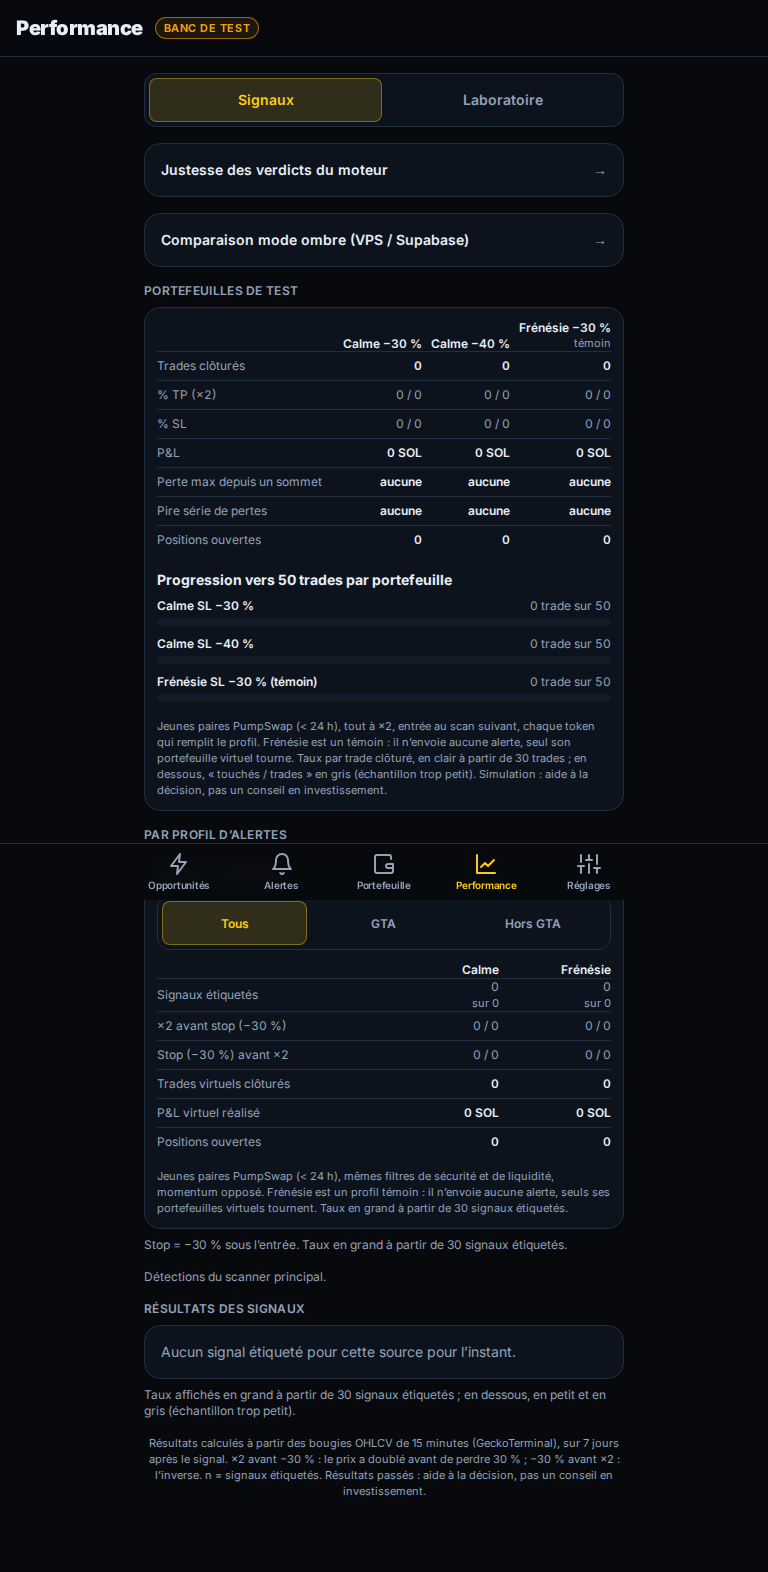 Performance BANC DE TEST
Signaux Laboratoire
Justesse des verdicts du moteur →
Comparaison mode ombre (VPS / Supabase) →
PORTEFEUILLES DE TEST
Calme −30 % Calme −40 % Frénésie −30 %
témoin
Trades clôturés 0 0 0
% TP (×2) 0 / 0 0 / 0 0 / 0
% SL 0 / 0 0 / 0 0 / 0
P&L 0 SOL 0 SOL 0 SOL
Perte max depuis un sommet aucune aucune aucune
Pire série de pertes aucune aucune aucune
Positions ouvertes 0 0 0
Progression vers 50 trades par portefeuille
Calme SL −30 % 0 trade sur 50
Calme SL −40 % 0 trade sur 50
Frénésie SL −30 % (témoin) 0 trade sur 50
Jeunes paires PumpSwap (< 24 h), tout à ×2, entrée au scan suivant, chaque token
qui remplit le profil. Frénésie est un témoin : il n’envoie aucune alerte, seul son
portefeuille virtuel tourne. Taux par trade clôturé, en clair à partir de 30 trades ; en
dessous, « touchés / trades » en gris (échantillon trop petit). Simulation : aide à la
décision, pas un conseil en investissement.
PAR PROFIL D’ALERTES
Opportunités Alertes Portefeuille Performance Réglages
Tous GTA Hors GTA
Calme Frénésie
Signaux étiquetés 0 sur 0 0 sur 0
×2 avant stop (−30 %) 0 / 0 0 / 0
Stop (−30 %) avant ×2 0 / 0 0 / 0
Trades virtuels clôturés 0 0
P&L virtuel réalisé 0 SOL 0 SOL
Positions ouvertes 0 0
Jeunes paires PumpSwap (< 24 h), mêmes filtres de sécurité et de liquidité,
momentum opposé. Frénésie est un profil témoin : il n’envoie aucune alerte, seuls ses
portefeuilles virtuels tournent. Taux en grand à partir de 30 signaux étiquetés.
Stop = −30 % sous l’entrée. Taux en grand à partir de 30 signaux étiquetés.
Détections du scanner principal.
RÉSULTATS DES SIGNAUX
Aucun signal étiqueté pour cette source pour l’instant.
Taux affichés en grand à partir de 30 signaux étiquetés ; en dessous, en petit et en
gris (échantillon trop petit).
Résultats calculés à partir des bougies OHLCV de 15 minutes (GeckoTerminal), sur 7 jours
après le signal. ×2 avant −30 % : le prix a doublé avant de perdre 30 % ; −30 % avant ×2 :
l’inverse. n = signaux étiquetés. Résultats passés : aide à la décision, pas un conseil en
investissement.